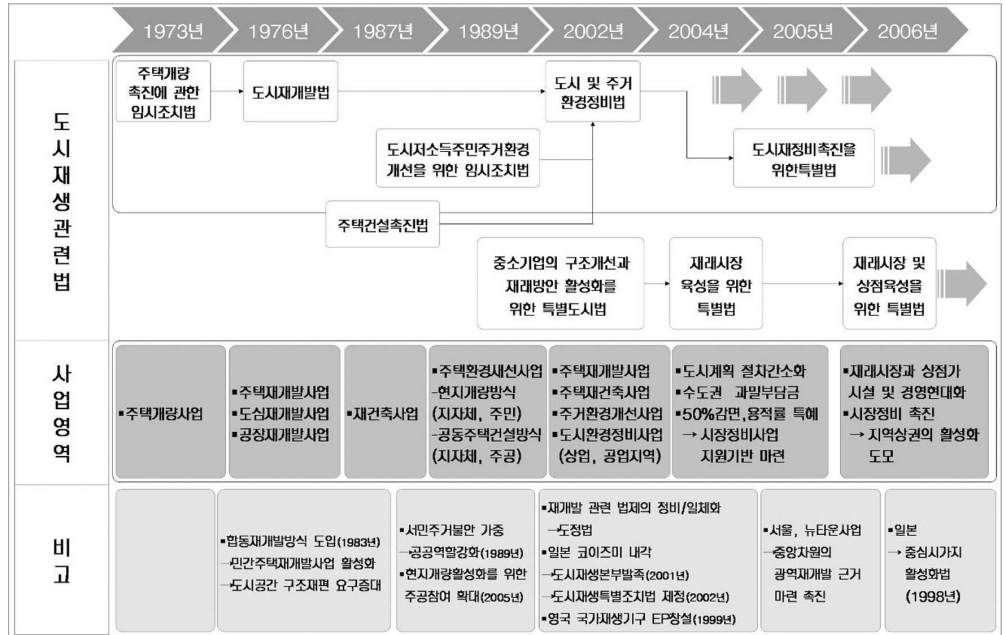 1973년
1976년
1987년
1989년
2002년
2004년
2005년
2006년
도시재생관련법
주택개량
촉진에 관한
임시조치법
도시재개발법
도시 및 주거
환경정비법
도시저소득주민주거환경
개선을 위한 임시조치법
도시재정비촉진을
위한특별법
주택건설촉진법
중소기업의 구조개선과
재래방안 활성화를
위한 특별도시법
재래시장
육성을 위한
특별법
재래시장 및
상점육성을
위한 특별법
사업영역
▪주택개량사업
▪주택재개발사업
▪도심재개발사업
▪공장재개발사업
▪재건축사업
▪주택환경새선사업
–현지개량방식
(지자체, 주민)
–공동주택건설방식
(지자체, 주공)
▪주택재개발사업
▪주택재건축사업
▪주거환경개선사업
▪도시환경정비사업
(상업, 공업지역)
▪도시계획 절차간소화
▪수도권 과밀부담금
▪50%감면,용적률 특혜
→ 시장정비사업
지원기반 마련
▪재래시장과 상점가
시설 및 경영현대화
▪시장정비 촉진
→ 지역상권의 활성화
도모
비고
▪합동재개발방식 도입(1983년)
→민간주택재개발사업 활성화
→도시공간 구조재편 요구증대
▪서민주거불안 가중
→공공역할강화(1989년)
▪현지개량활성화를 위한
주공참여 확대(2005년)
▪재개발 관련 법제의 정비/일체화
→도정법
▪일본 코이즈미 내각
→도시재생본부발족(2001년)
→도시재생특별조치법 제정(2002년)
▪영국 국가재생기구 EP창설(1999년)
▪서울, 뉴타운사업
→중앙차원의
광역재개발 근거
마련 촉진
▪일본
→ 중심시가지
활성화법
(1998년)